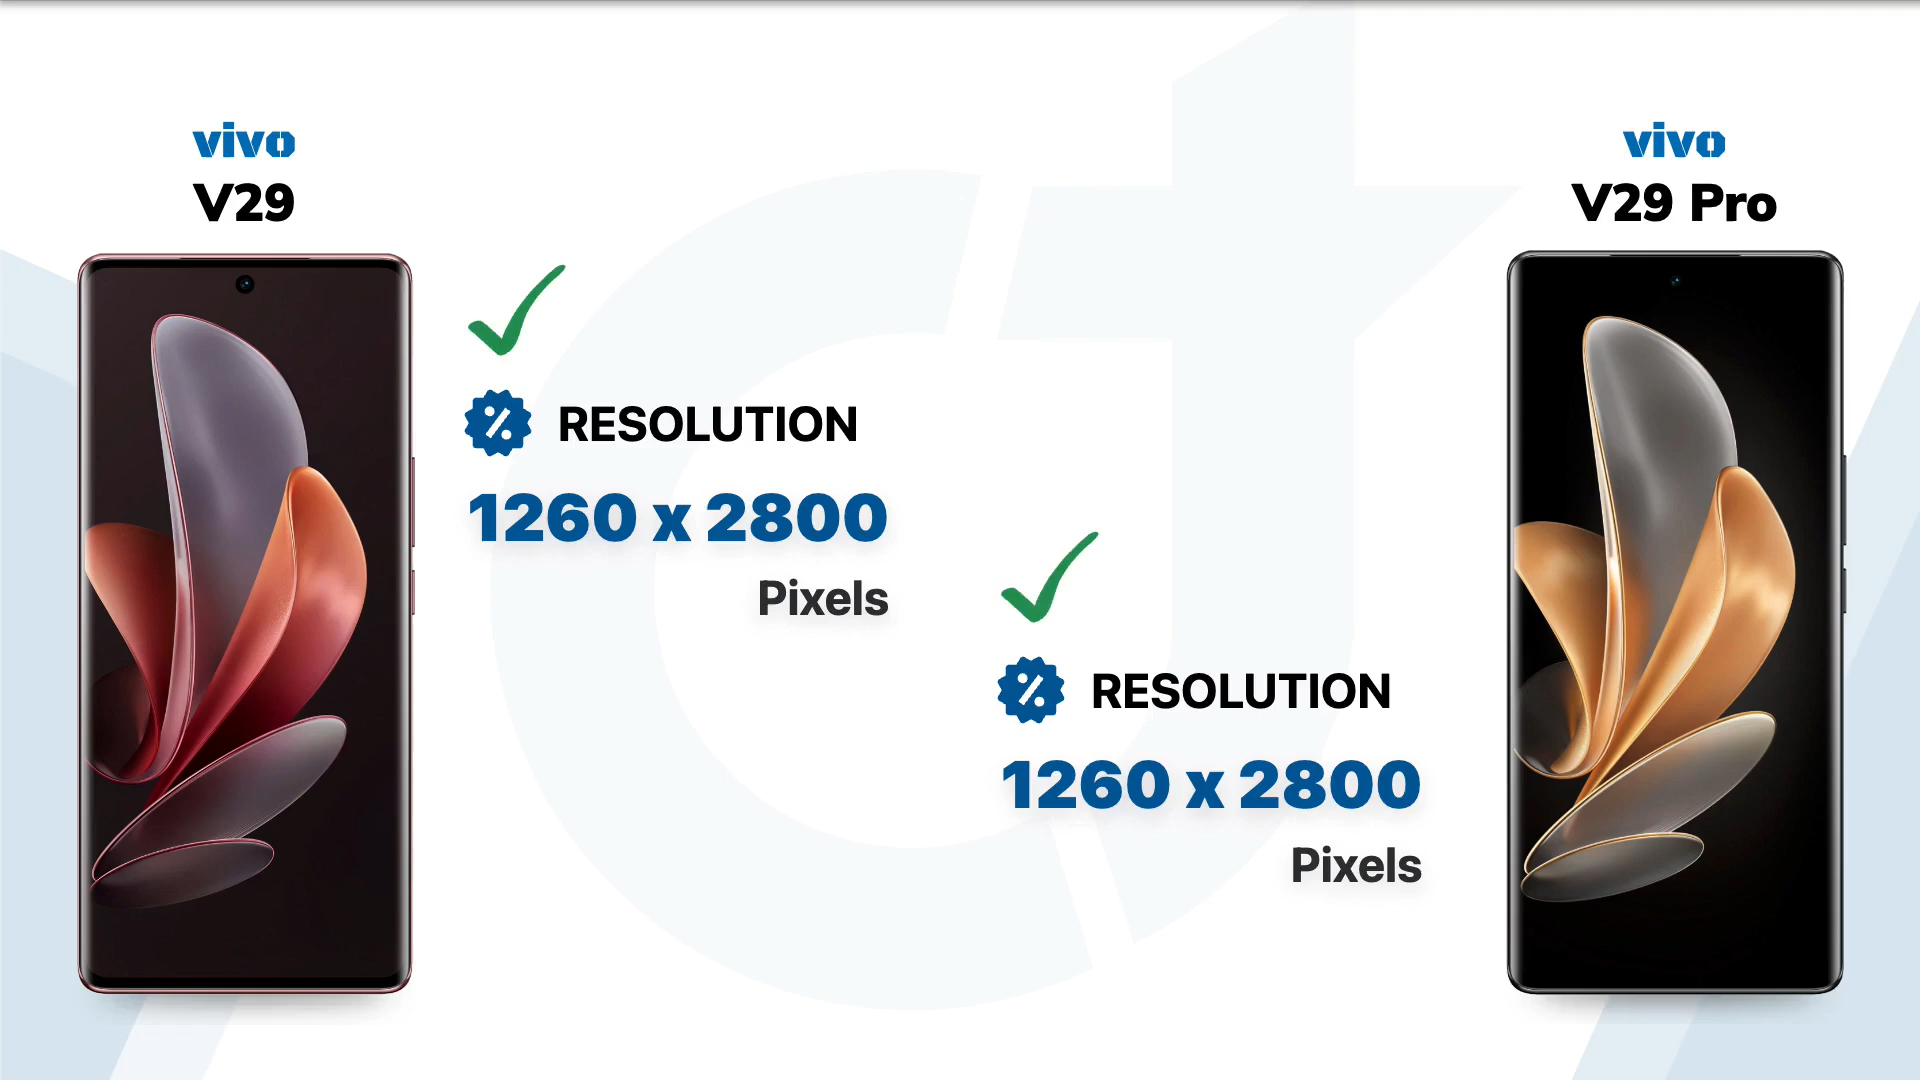 vivo
V29
RESOLUTION
1260 x 2800
Pixels
vivo
V29 Pro
RESOLUTION
1260 x 2800
Pixels